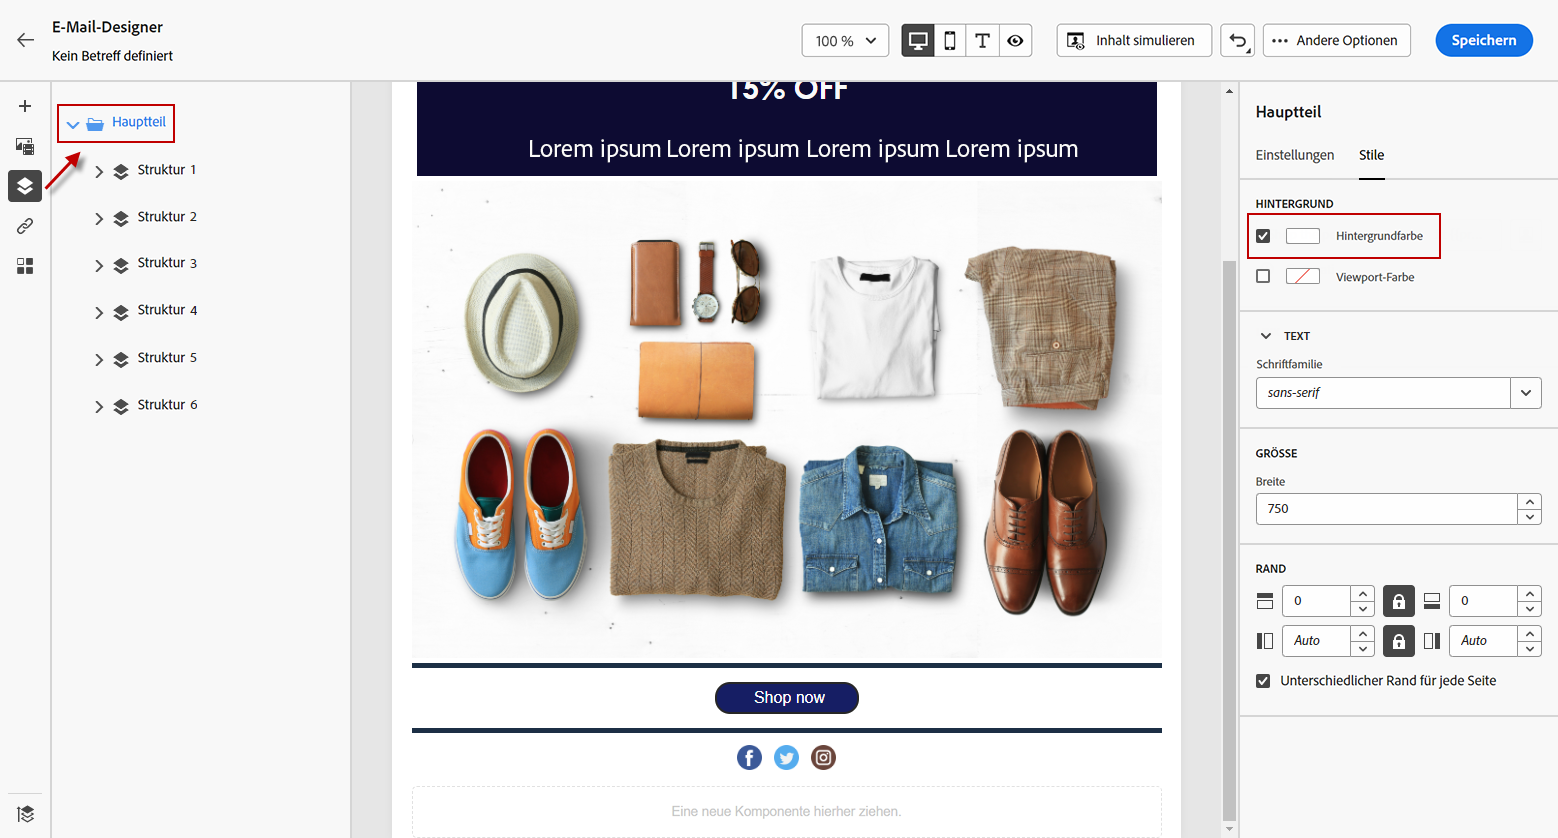 E-Mail-Designer
Kein Betreff definiert
100 %
Inhalt simulieren
Andere Optionen
Speichern
Hauptteil
Struktur 1
Struktur 2
Struktur 3
Struktur 4
Struktur 5
Struktur 6
15% OFF
Lorem ipsum Lorem ipsum Lorem ipsum Lorem ipsum
Shop now
Eine neue Komponente hierher ziehen.
Hauptteil
Einstellungen Stile
HINTERGRUND
Hintergrundfarbe
Viewport-Farbe
TEXT
Schriftfamilie
sans-serif
GRÖSSE
Breite
750
RAND
0 0
Auto Auto
Unterschiedlicher Rand für jede Seite